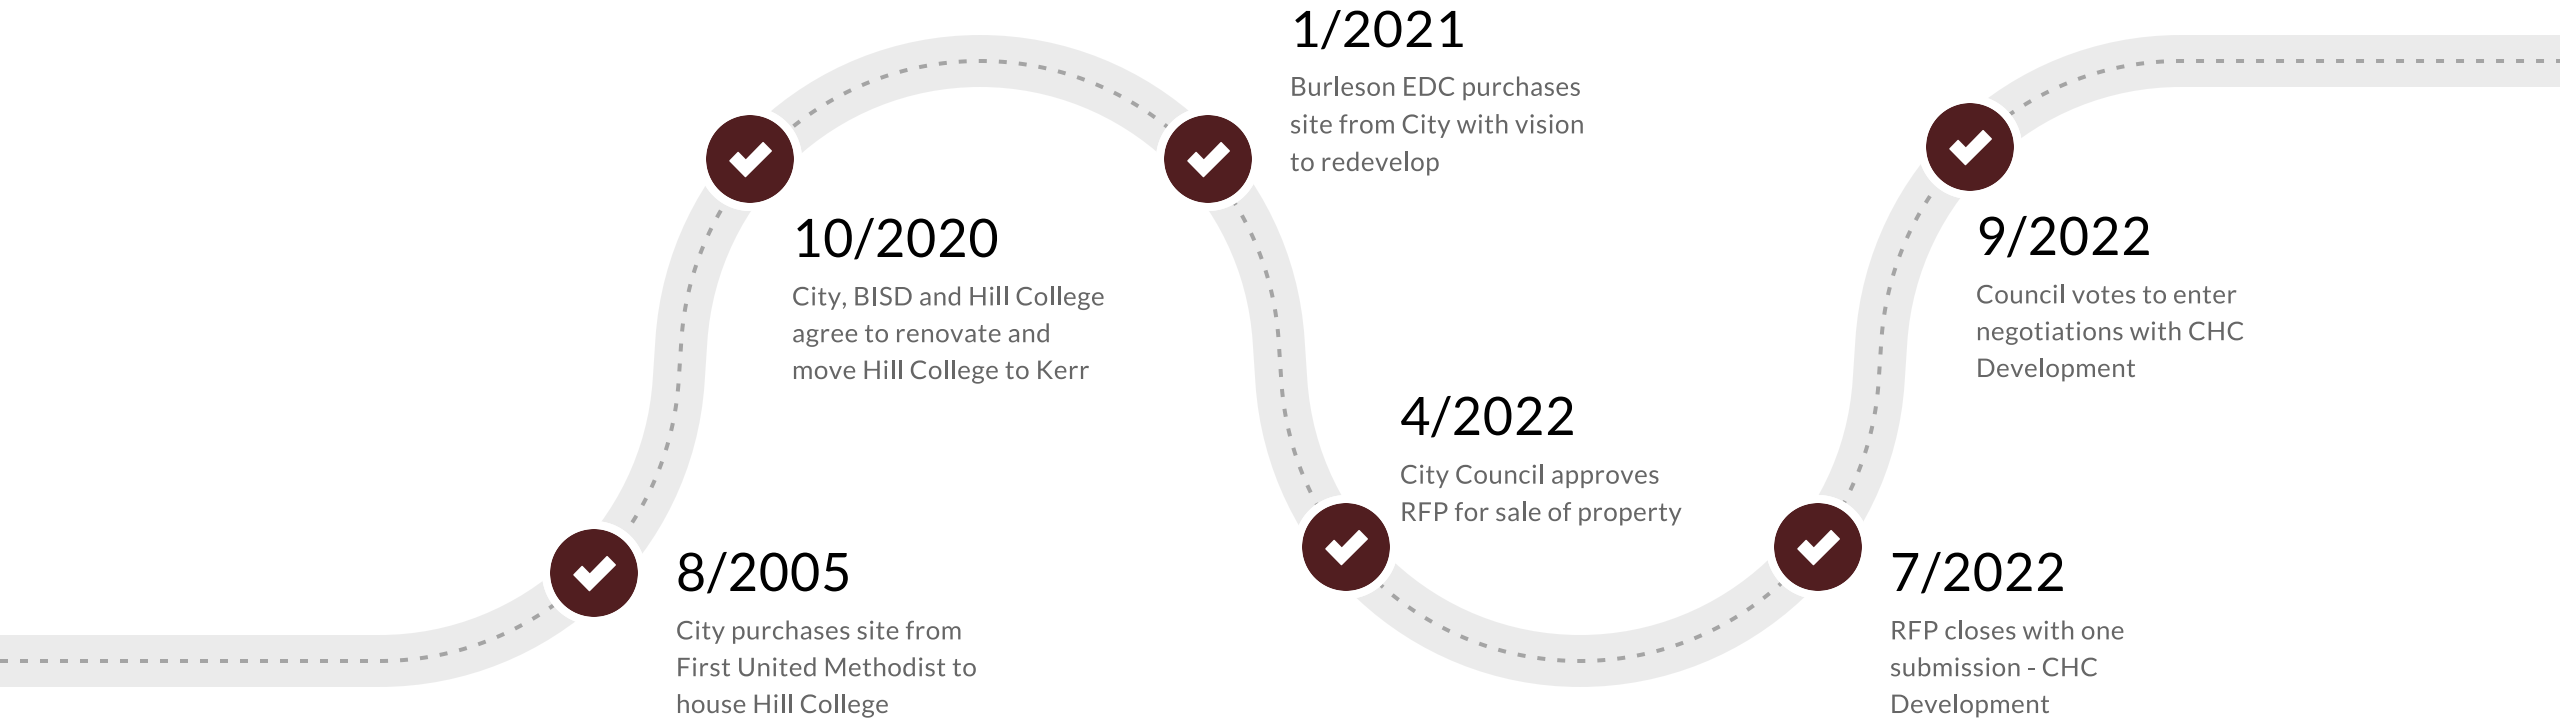 8/2005
City purchases site from
First United Methodist to
house Hill College
10/2020
City, BISD and Hill College
agree to renovate and
move Hill College to Kerr
1/2021
Burleson EDC purchases
site from City with vision
to redevelop
4/2022
City Council approves
RFP for sale of property
7/2022
RFP closes with one
submission - CHC
Development
9/2022
Council votes to enter
negotiations with CHC
Development